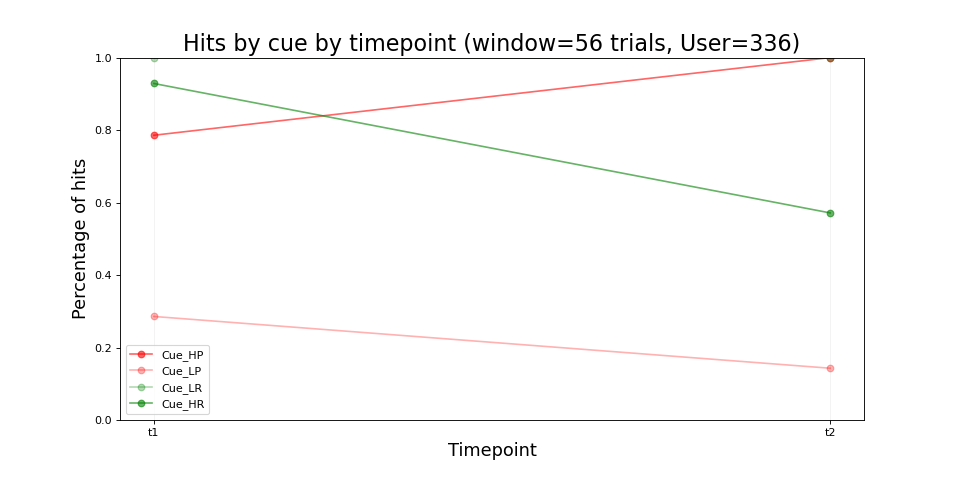 Hits by cue by timepoint (window=56 trials, User=336)
Percentage of hits
1.0
0.8
0.6
0.4
0.2
0.0
Cue_HP
Cue_LP
Cue_LR
Cue_HR
t1
t2
Timepoint